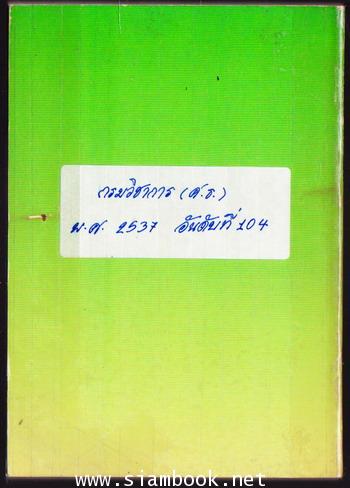 กรมวิชาการ (ศ.ธ.)
พ.ศ. 2537 อันดับที่ 104
www.siambook.net